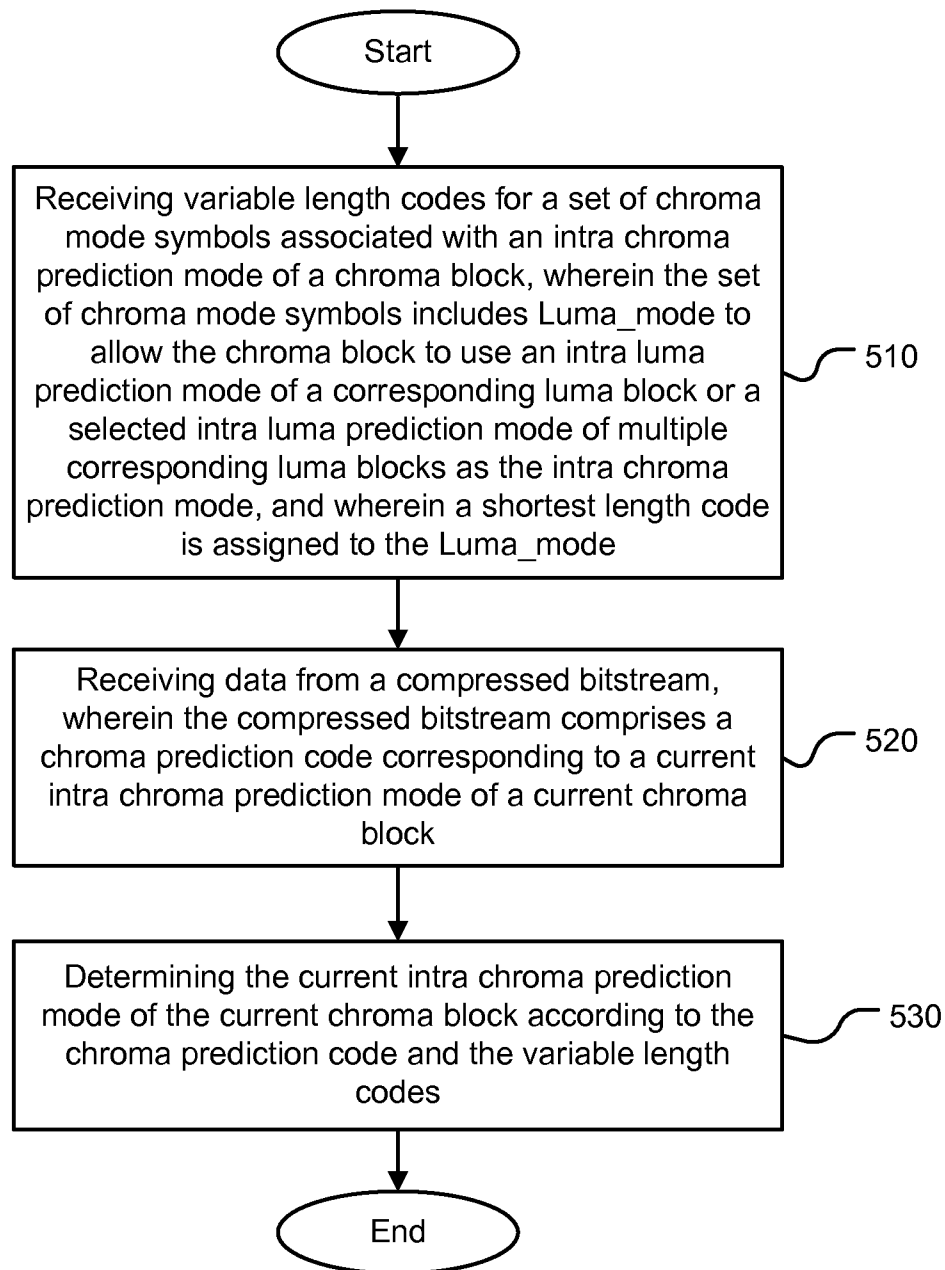 Start
Receiving variable length codes for a set of chroma
mode symbols associated with an intra chroma
prediction mode of a chroma block, wherein the set
of chroma mode symbols includes Luma_mode to
allow the chroma block to use an intra luma
prediction mode of a corresponding luma block or a
selected intra luma prediction mode of multiple
corresponding luma blocks as the intra chroma
prediction mode, and wherein a shortest length code
is assigned to the Luma_mode
510
Receiving data from a compressed bitstream,
wherein the compressed bitstream comprises a
chroma prediction code corresponding to a current
intra chroma prediction mode of a current chroma
block
520
Determining the current intra chroma prediction
mode of the current chroma block according to the
chroma prediction code and the variable length
codes
530
End